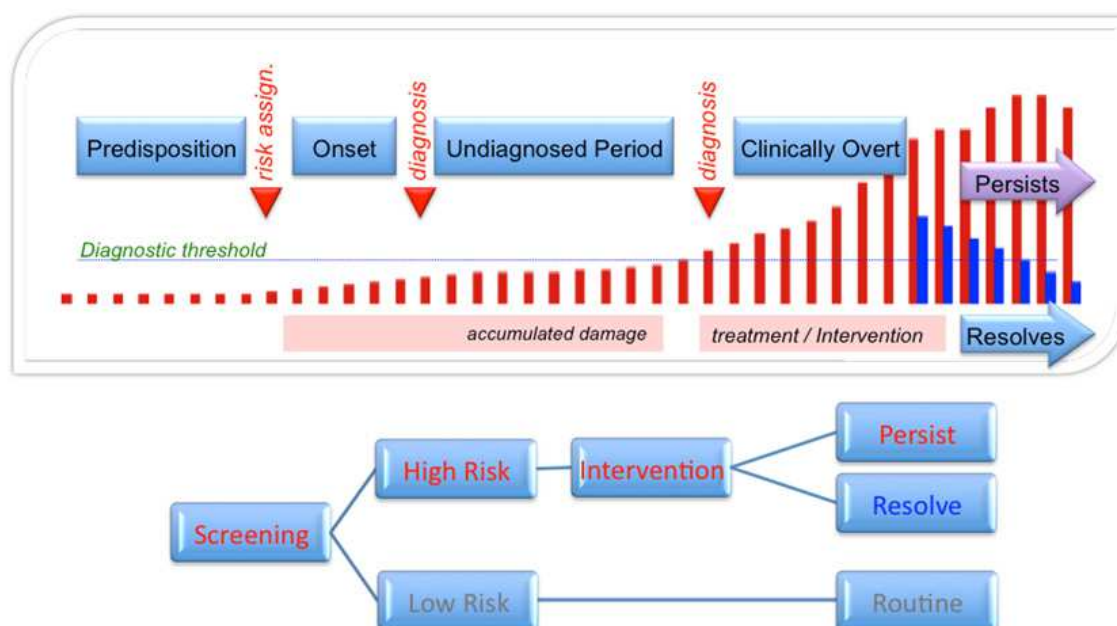 Predisposition
risk assign.
Onset
diagnosis
Undiagnosed Period
diagnosis
Clinically Overt
Persists
Diagnostic threshold
accumulated damage
treatment / Intervention
Resolves
Screening
High Risk
Intervention
Persist
Resolve
Low Risk
Routine